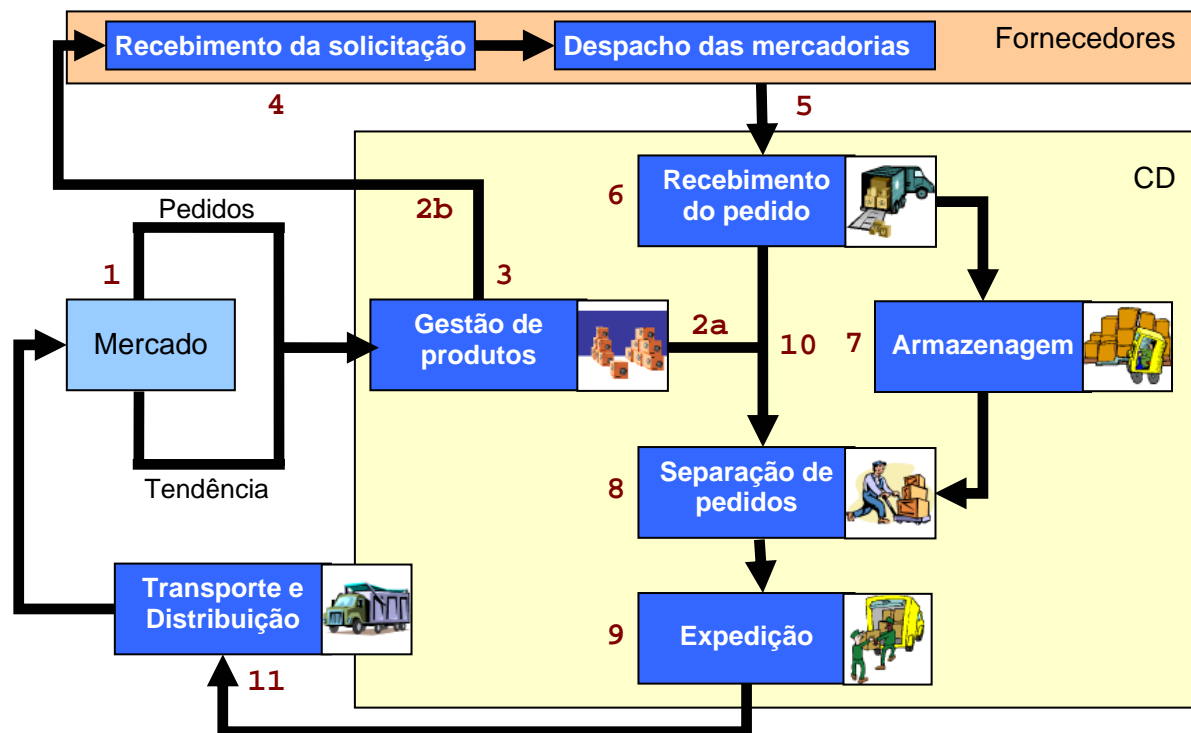 Recebimento da solicitação
Despacho das mercadorias
Fornecedores
4
5
CD
6
Recebimento
do pedido
Pedidos
2b
1
3
Mercado
Gestão de
produtos
2a
10
7
Armazenagem
Tendência
8
Separação de
pedidos
Transporte e
Distribuição
9
Expedição
11